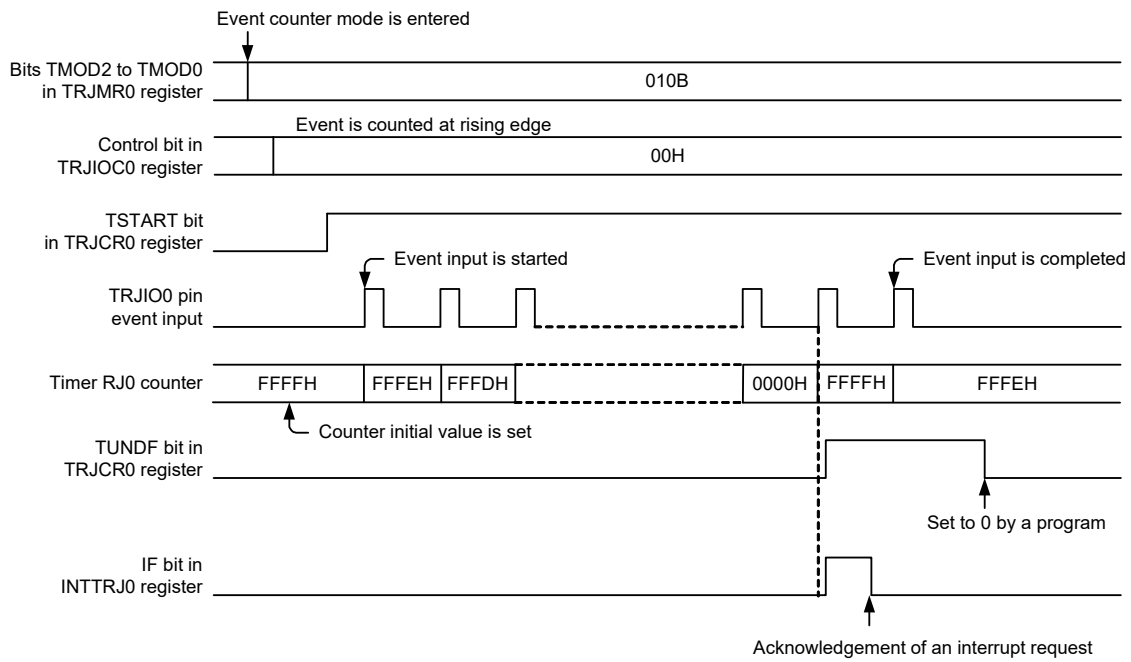 Event counter mode is entered
Bits TMOD2 to TMOD0
in TRJMR0 register
010B
Event is counted at rising edge
Control bit in
TRJIOC0 register
00H
TSTART bit
in TRJCR0 register
Event input is started
Event input is completed
TRJIO0 pin
event input
Timer RJ0 counter
FFFFH
FFFEH
FFFDH
0000H
FFFFH
FFFEH
Counter initial value is set
TUNDF bit in
TRJCR0 register
Set to 0 by a program
IF bit in
INTTRJ0 register
Acknowledgement of an interrupt request